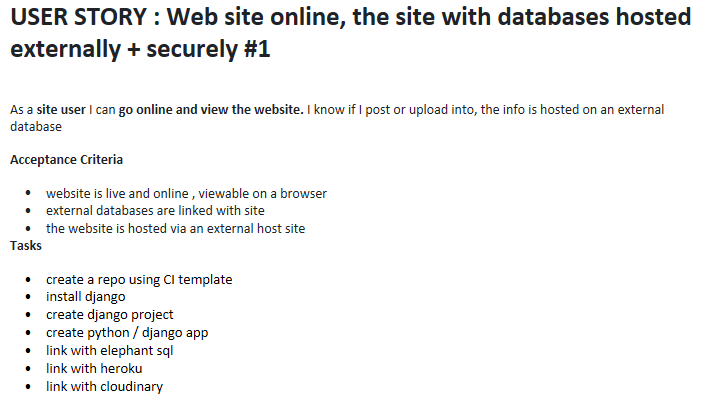 USER STORY : Web site online, the site with databases hosted
externally + securely #1
As a site user I can go online and view the website. I know if I post or upload into, the info is hosted on an external
database
Acceptance Criteria
• website is live and online , viewable on a browser
• external databases are linked with site
• the website is hosted via an external host site
Tasks
• create a repo using CI template
• install django
• create django project
• create python / django app
• link with elephant sql
• link with heroku
• link with cloudinary